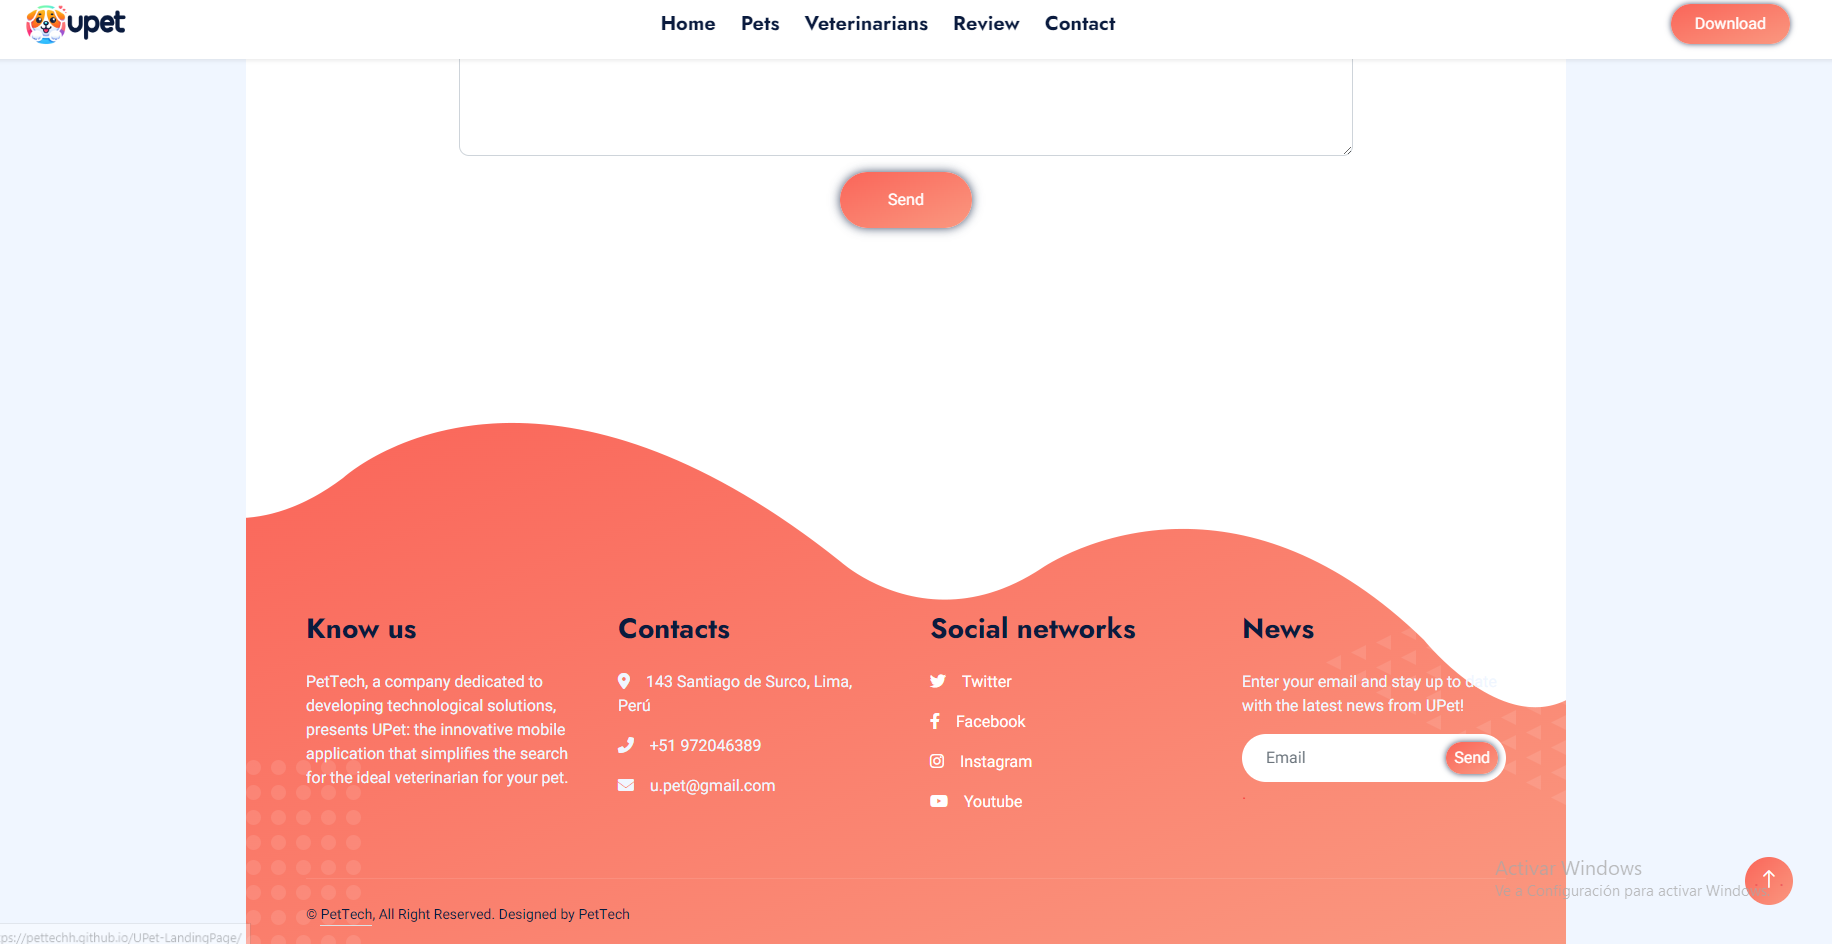 upet
Home Pets Veterinarians Review Contact
Download
Send
Know us
PetTech, a company dedicated to
developing technological solutions,
presents UPet: the innovative mobile
application that simplifies the search
for the ideal veterinarian for your pet.
Contacts
143 Santiago de Surco, Lima,
Perú
+51 972046389
u.pet@gmail.com
Social networks
Twitter
Facebook
Instagram
Youtube
News
Enter your email and stay up to date
with the latest news from UPet!
Email Send
Activar Windows
Ve a Configuración para activar Windows.
© PetTech, All Right Reserved. Designed by PetTech
ps://pettechh.github.io/UPet-LandingPage/